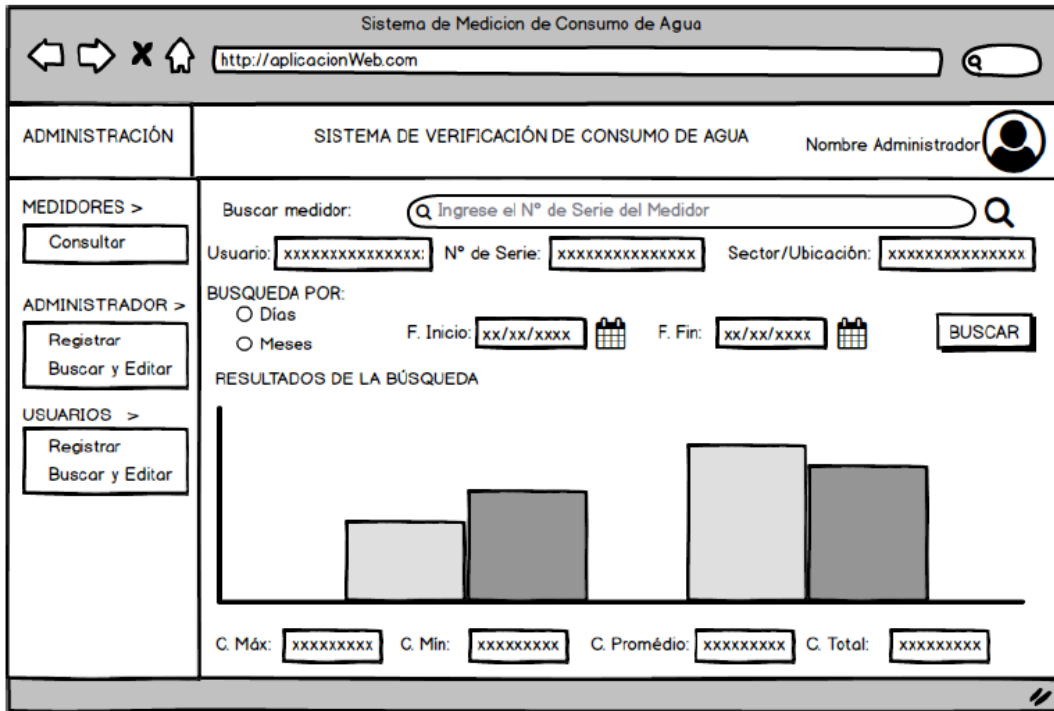 Sistema de Medicion de Consumo de Agua
http://aplicacionWeb.com
ADMINISTRACIÓN
SISTEMA DE VERIFICACIÓN DE CONSUMO DE AGUA
Nombre Administrador
MEDIDORES >
Consultar
ADMINISTRADOR >
Registrar
Buscar y Editar
USUARIOS >
Registrar
Buscar y Editar
Buscar medidor: Ingrese el N° de Serie del Medidor
Usuario: xxxxxxxxxxxxxxx N° de Serie: xxxxxxxxxxxxxxx Sector/Ubicación: xxxxxxxxxxxxxxx
BUSQUEDA POR:
Días
Meses
F. Inicio: xx/xx/xxxx F. Fin: xx/xx/xxxx BUSCAR
RESULTADOS DE LA BÚSQUEDA
C. Máx: xxxxxxxxx C. Mín: xxxxxxxxx C. Promédio: xxxxxxxxx C. Total: xxxxxxxxx